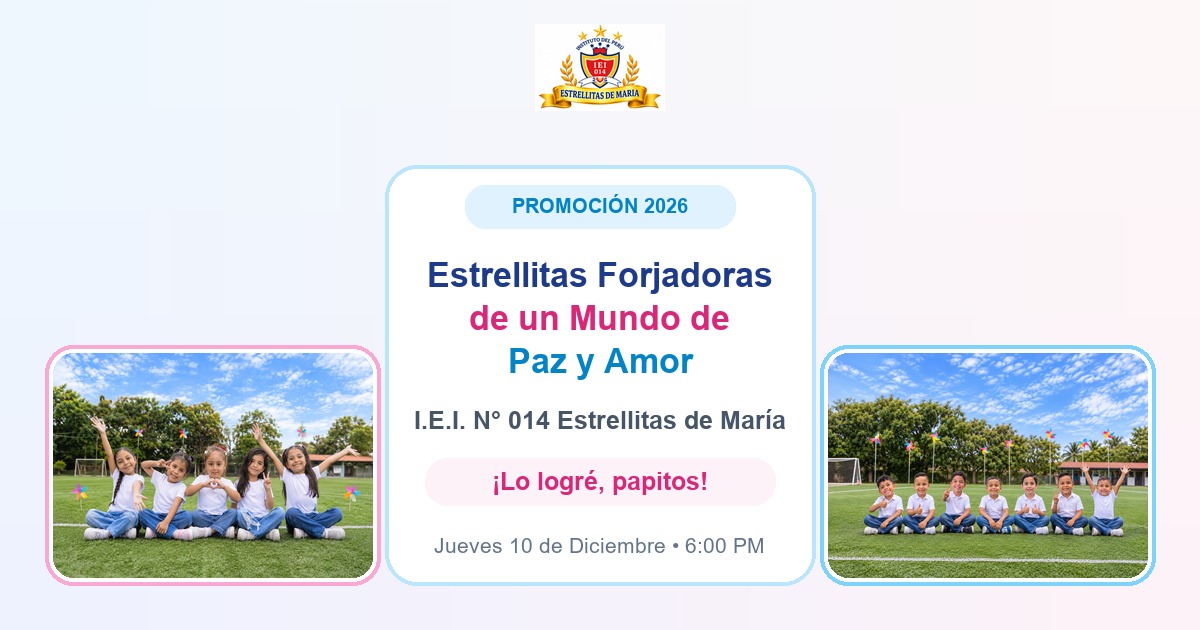 INSTITUTO DEL PERÚ
IEI
014
ESTRELLITAS DE MARIA
PROMOCIÓN 2026
Estrellitas Forjadoras
de un Mundo de
Paz y Amor
I.E.I. N° 014 Estrellitas de María
¡Lo logré, papitos!
Jueves 10 de Diciembre • 6:00 PM